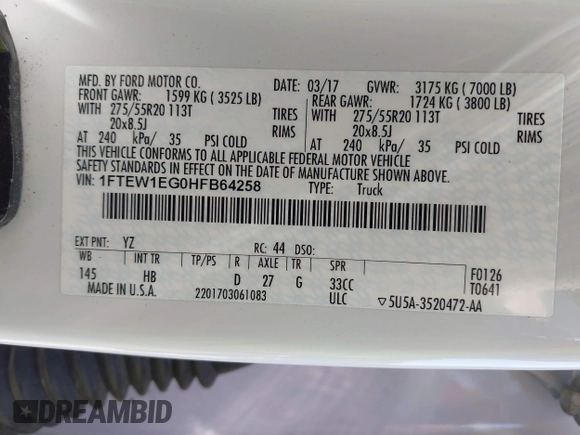 MFD. BY FORD MOTOR CO. 03/17 GVWR: 3175 KG (7000 LB)
FRONT GAWR: 1599 KG (3525 LB) REAR GAWR: 1724 KG (3800 LB)
WITH 275/55R20 113T TIRES WITH 275/55R20 113T TIRES
20x8.5J RIMS 20x8.5J RIMS
AT 240 kPa/ 35 PSI COLD AT 240 kPa/ 35 PSI COLD
THIS VEHICLE CONFORMS TO ALL APPLICABLE FEDERAL MOTOR VEHICLE
SAFETY STANDARDS IN EFFECT ON THE DATE OF MANUFACTURE SHOWN ABOVE.
VIN: 1FTEW1EG0HFB64258 TYPE: Truck
EXT PNT: YZ RC: 44 DSO: F0126
WB INT TR TP/PS R AXLE TR SPR T0641
145 HB D 27 G 33CC
MADE IN U.S.A. 2201703061083 ULC ▽5U5A-3520472-AA
DREAMBID